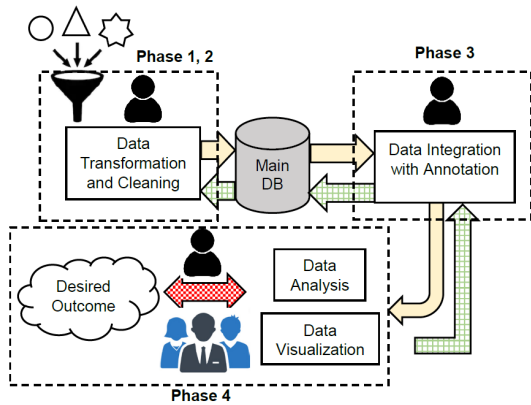 Phase 1, 2
Phase 3
Data
Transformation
and Cleaning
Main
DB
Data Integration
with Annotation
Desired
Outcome
Data
Analysis
Data
Visualization
Phase 4